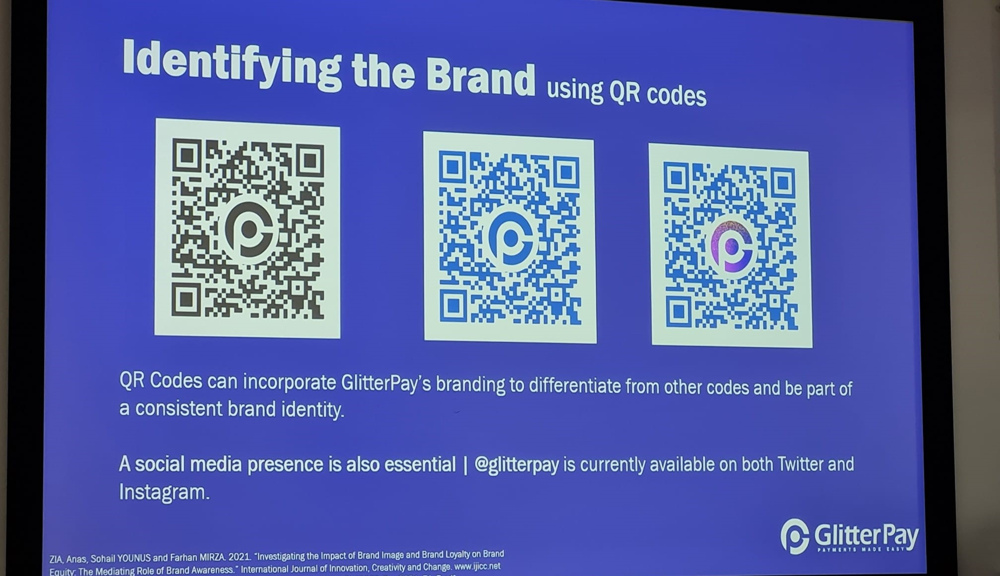 Identifying the Brand using QR codes
QR Codes can incorporate GlitterPay's branding to differentiate from other codes and be part of
a consistent brand identity.
A social media presence is also essential | @glitterpay is currently available on both Twitter and
Instagram.
GlitterPay
PAYMENTS MADE EASY
ZIA, Anas, Sohail YOUNUS and Farhan MIRZA. 2021. "Investigating the Impact of Brand Image and Brand Loyalty on Brand
Equity: The Mediating Role of Brand Awareness." International Journal of Innovation, Creativity and Change. www.ijicc.net